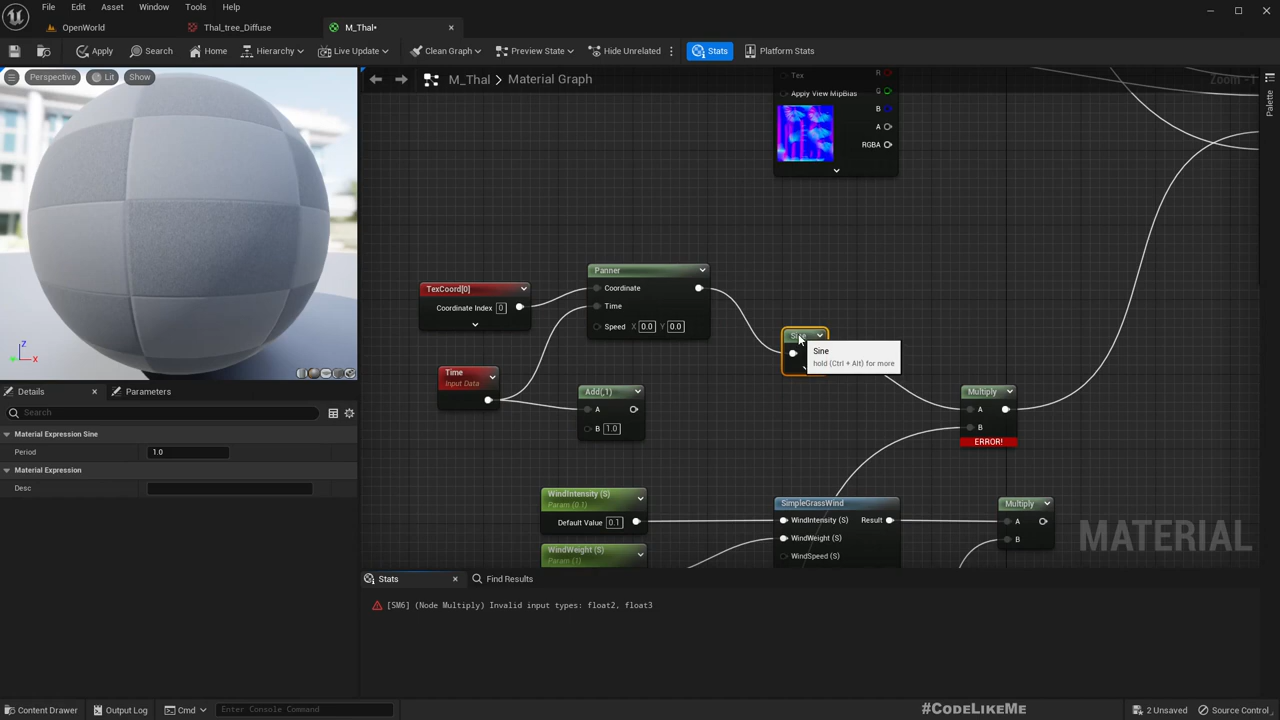 File Edit Asset Window Tools Help
OpenWorld Thal_tree_Diffuse M_Thal•
Apply Search Home Hierarchy Live Update Clean Graph Preview State Hide Unrelated Stats Platform Stats
Perspective Lit Show
M_Thal > Material Graph Zoom -1
Palette
Tex R
G
Apply View MipBias
B
A
RGBA
Panner
TexCoord[0] Coordinate
Coordinate Index 0 Time
Speed X 0.0 Y 0.0
Sine
Sine
hold (Ctrl + Alt) for more
Z
X
Time
Input Data
Add(,1) Multiply
A A
B 1.0 B
ERROR!
Details Parameters
Search
Material Expression Sine
Period 1.0
Material Expression
Desc
WindIntensity (S)
Param (0.1)
Default Value 0.1
SimpleGrassWind Multiply
WindIntensity (S) Result A
WindWeight (S) B
WindSpeed (S)
WindWeight (S)
Param (1)
MATERIAL
Stats Find Results
[SM6] (Node Multiply) Invalid input types: float2, float3
Content Drawer Output Log Cmd Enter Console Command #CodeLikeMe 2 Unsaved Source Control